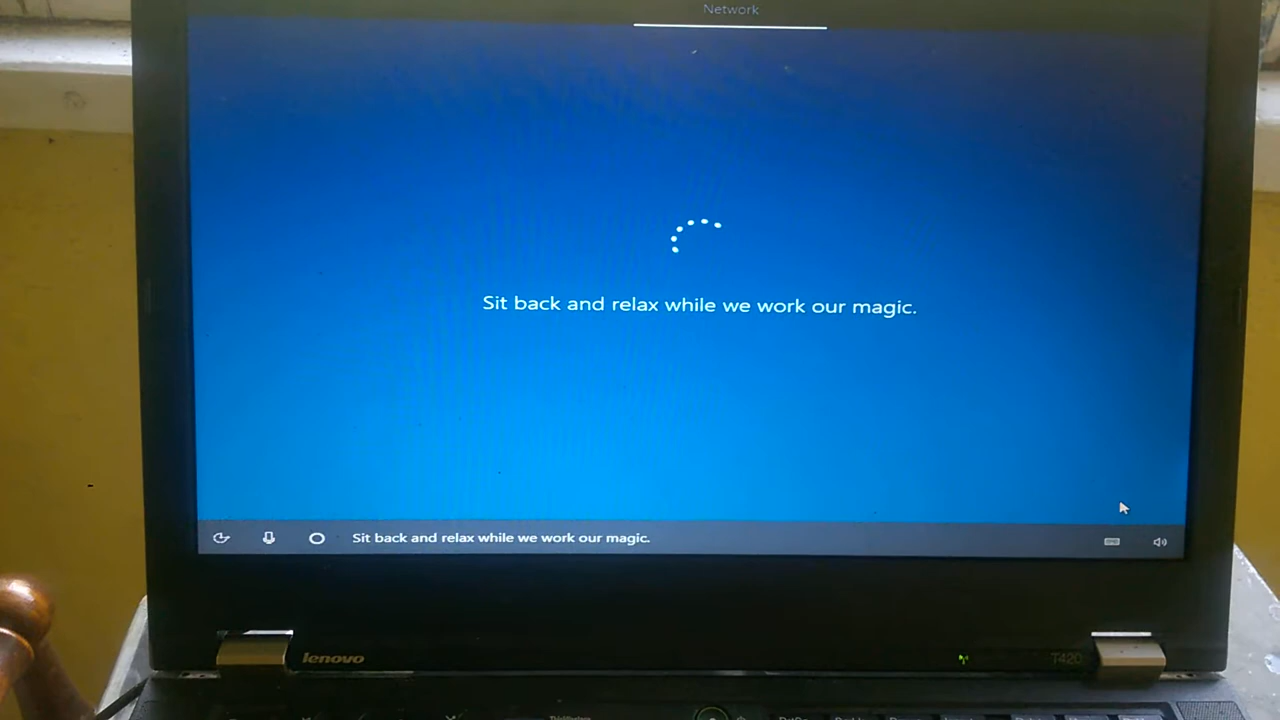 Network
Sit back and relax while we work our magic.
Sit back and relax while we work our magic.
lenovo
T420